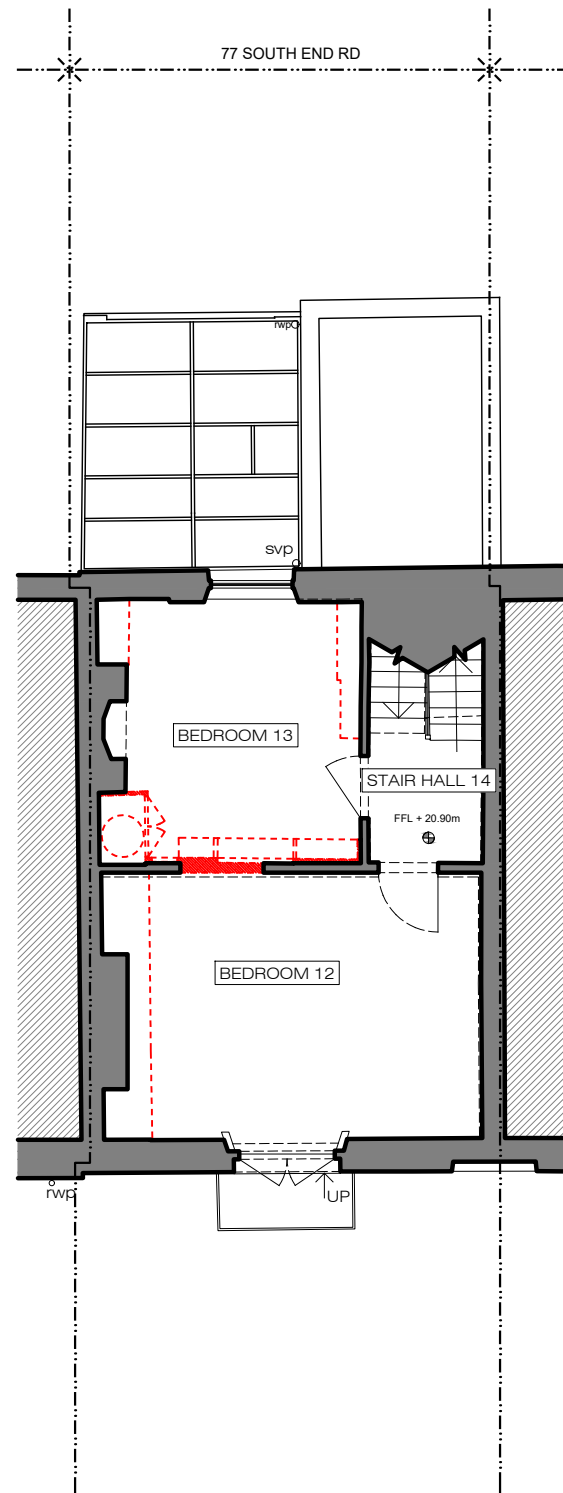 77 SOUTH END RD
rwp
svp
BEDROOM 13
STAIR HALL 14
FFL + 20.90m
BEDROOM 12
rwp
UP